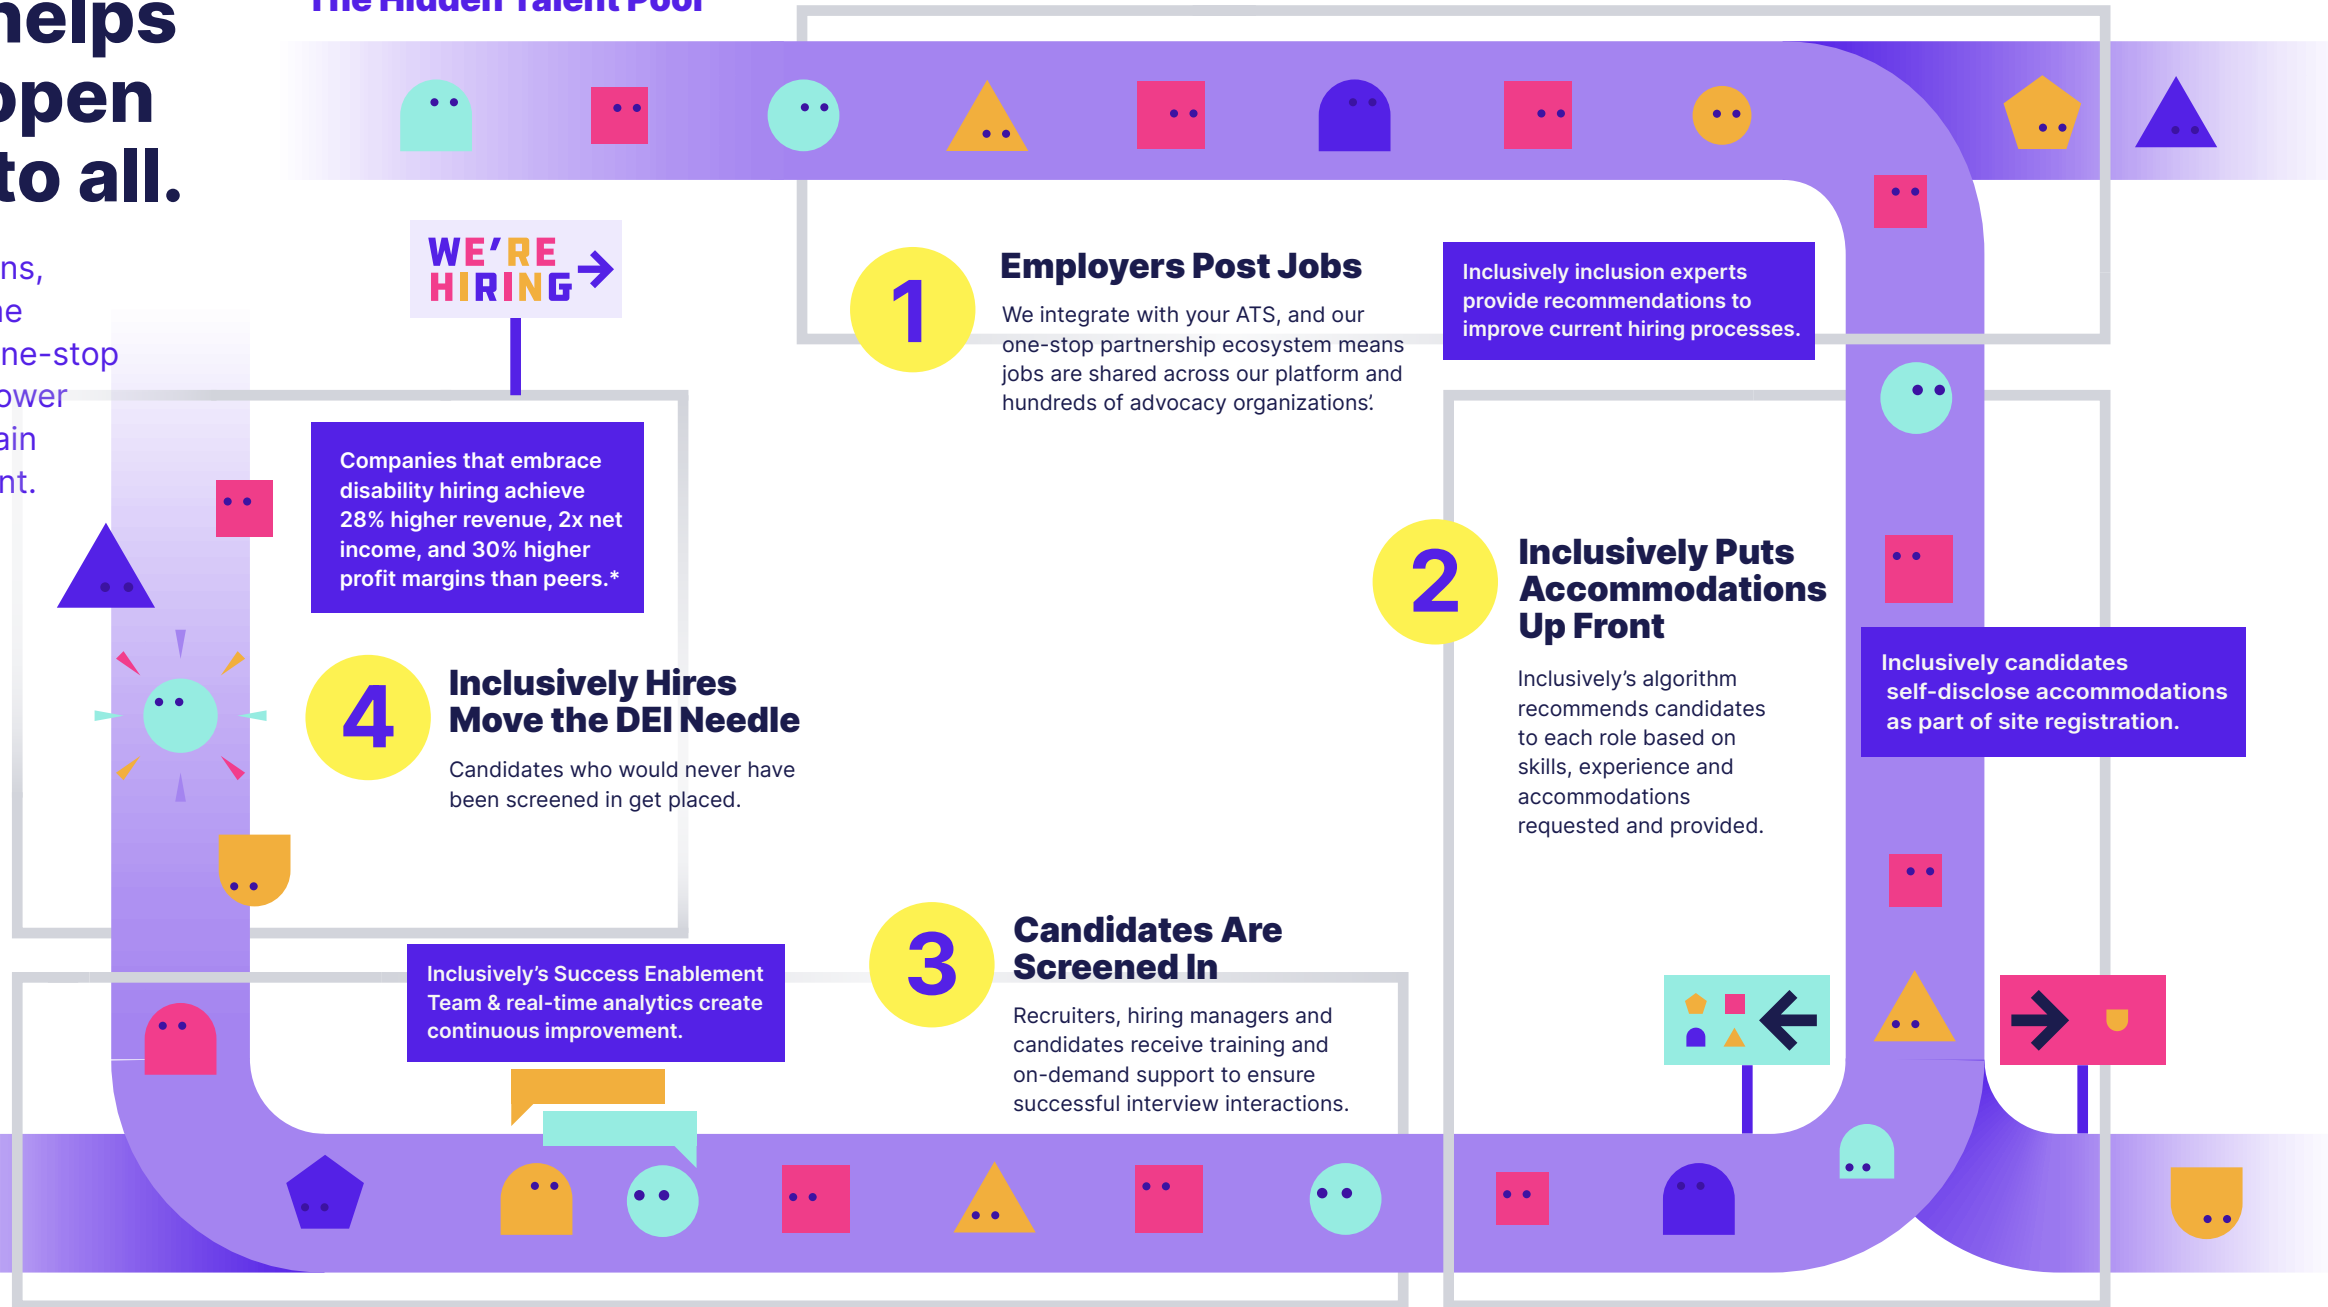 helps
open
to all.
ns,
ne-stop
ower
ain
nt.
The Hidden Talent Pool
WE'RE
HIRING
1
Employers Post Jobs
We integrate with your ATS, and our
one-stop partnership ecosystem means
jobs are shared across our platform and
hundreds of advocacy organizations'.
Inclusively inclusion experts
provide recommendations to
improve current hiring processes.
2
Inclusively Puts
Accommodations
Up Front
Inclusively's algorithm
recommends candidates
to each role based on
skills, experience and
accommodations
requested and provided.
Inclusively candidates
self-disclose accommodations
as part of site registration.
3
Candidates Are
Screened In
Recruiters, hiring managers and
candidates receive training and
on-demand support to ensure
successful interview interactions.
Inclusively's Success Enablement
Team & real-time analytics create
continuous improvement.
4
Inclusively Hires
Move the DEI Needle
Candidates who would never have
been screened in get placed.
Companies that embrace
disability hiring achieve
28% higher revenue, 2x net
income, and 30% higher
profit margins than peers.*